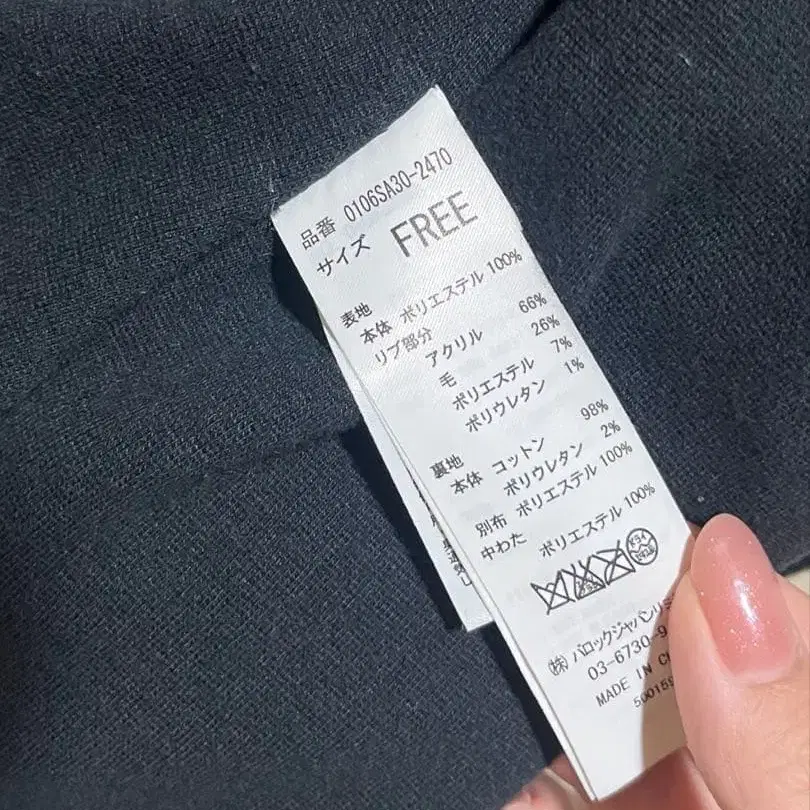 品番 0106SA30-2470
サイズ FREE
表地
本体 ポリエステル 100%
リブ部分
アクリル 66%
毛 26%
ポリエステル 7%
ポリウレタン 1%
裏地
本体 コットン 98%
ポリウレタン 2%
別布 ポリエステル 100%
中わた ポリエステル 100%
(株) バロックジャパンリミ
03-6730-9
MADE IN C
500159